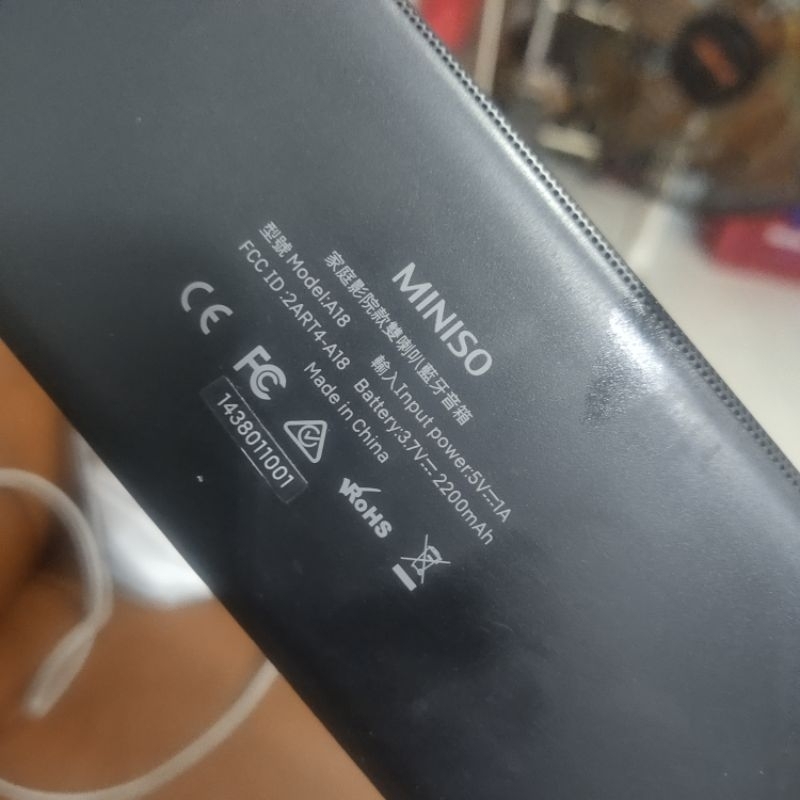 MINISO
家庭影院款雙喇叭藍牙音箱
型號 Model:A18
輸入Input power:5V⎓1A
FCC ID:2ART4-A18
Battery:3.7V⎓2200mAh
Made in China
CE
FC
RoHS
1438011001